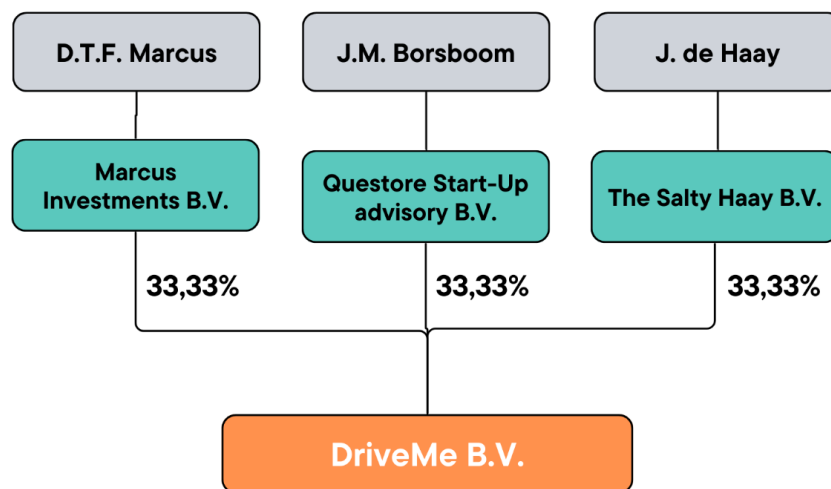 D.T.F. Marcus
J.M. Borsboom
J. de Haay
Marcus
Investments B.V.
Questore Start-Up
advisory B.V.
The Salty Haay B.V.
33,33%
33,33%
33,33%
DriveMe B.V.